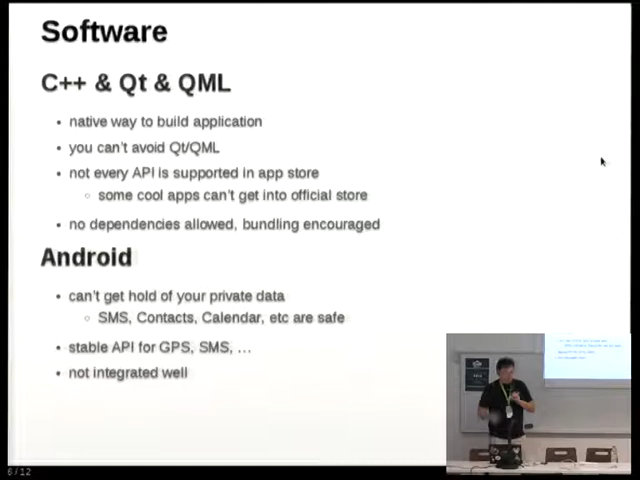 Software
C++ & Qt & QML
• native way to build application
• you can't avoid Qt/QML
• not every API is supported in app store
◦ some cool apps can't get into official store
• no dependencies allowed, bundling encouraged
Android
• can't get hold of your private data
◦ SMS, Contacts, Calendar, etc are safe
• stable API for GPS, SMS, …
• not integrated well
6 / 12